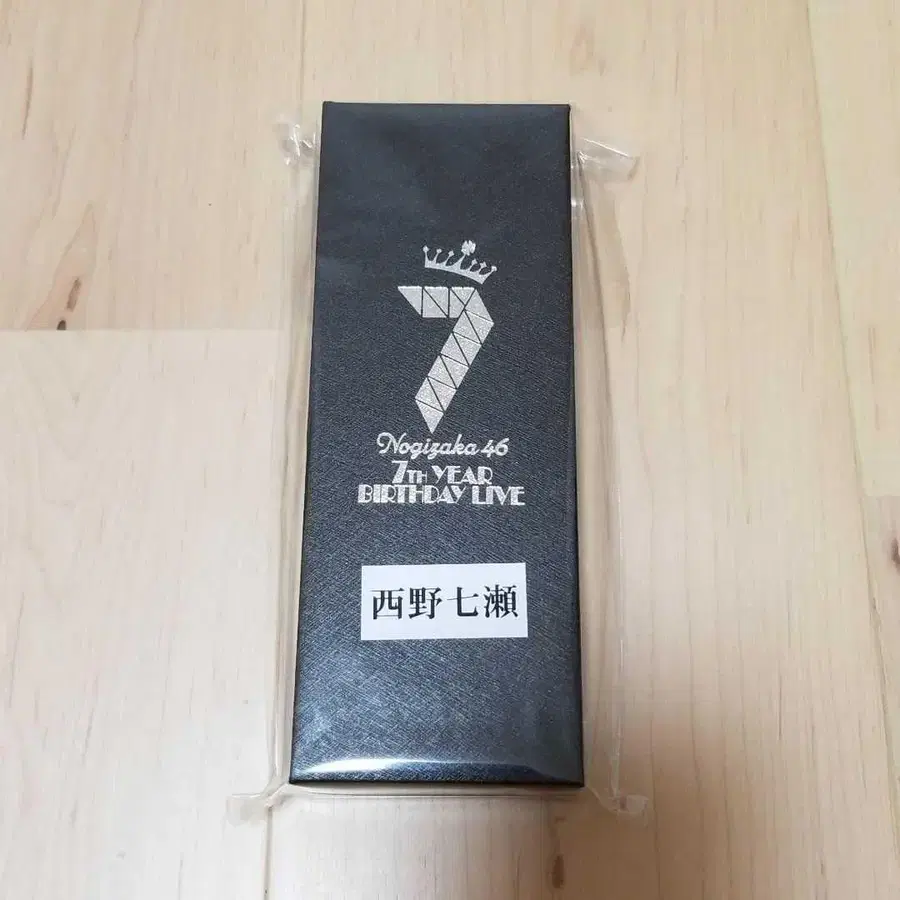 7
Nogizaka 46
7TH YEAR
BIRTHDAY LIVE
西野七瀬